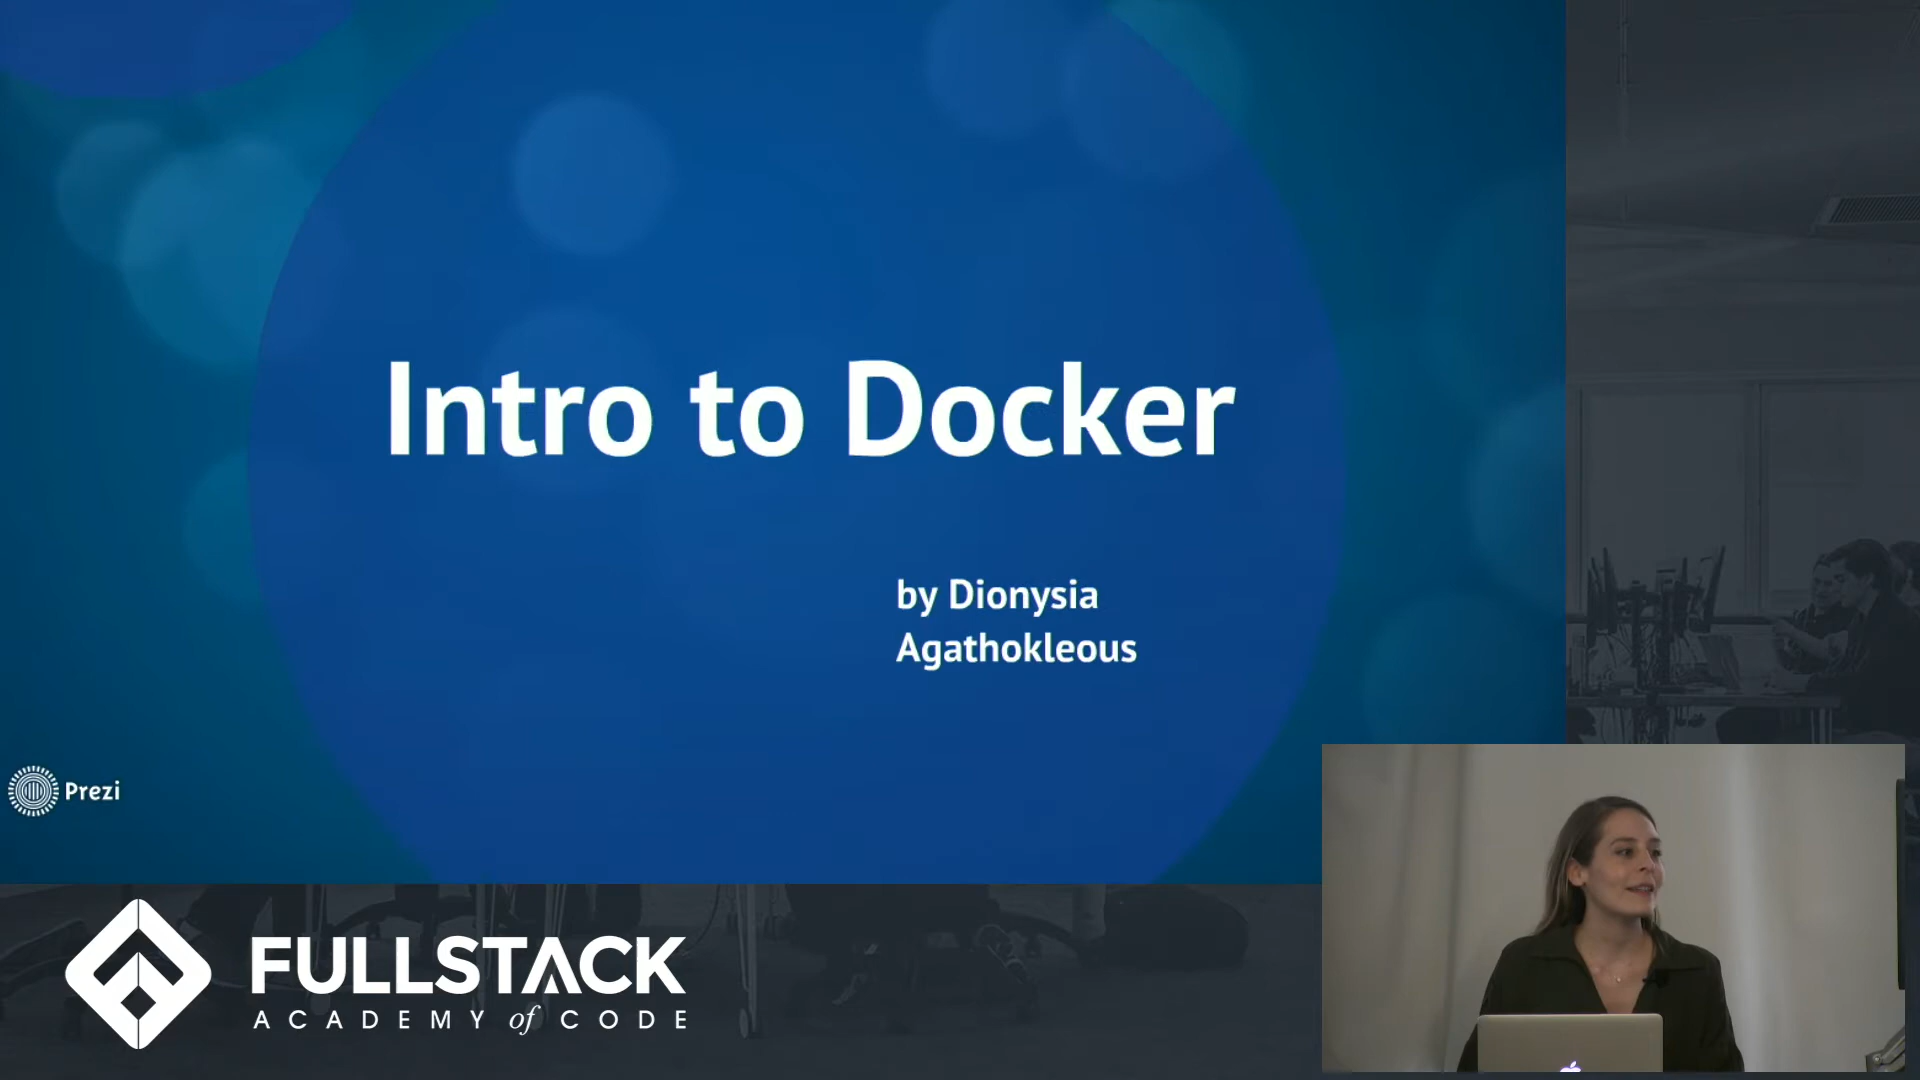 Intro to Docker
by Dionysia
Agathokleous
Prezi
FULLSTACK
ACADEMY of CODE